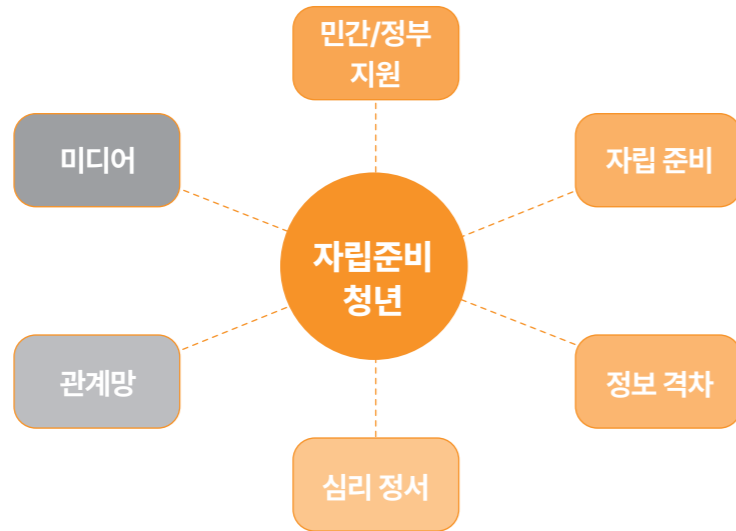 민간/정부
지원
미디어
자립 준비
자립준비
청년
관계망
정보 격차
심리 정서